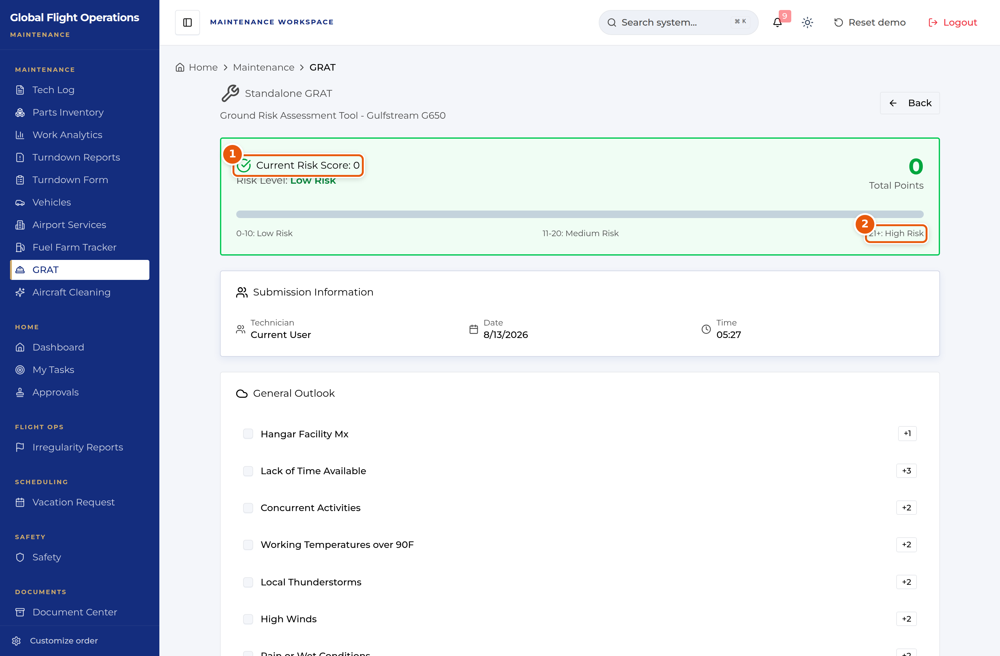 Global Flight Operations
MAINTENANCE
MAINTENANCE
Tech Log
Parts Inventory
Work Analytics
Turndown Reports
Turndown Form
Vehicles
Airport Services
Fuel Farm Tracker
GRAT
Aircraft Cleaning
HOME
Dashboard
My Tasks
Approvals
FLIGHT OPS
Irregularity Reports
SCHEDULING
Vacation Request
SAFETY
Safety
DOCUMENTS
Document Center
Customize order
MAINTENANCE WORKSPACE
Search system... ⌘ K
9
Reset demo
Logout
Home > Maintenance > GRAT
Standalone GRAT
Ground Risk Assessment Tool - Gulfstream G650
Back
1
Current Risk Score: 0
Risk Level: Low Risk
0
Total Points
2
0-10: Low Risk
11-20: Medium Risk
21+: High Risk
Submission Information
Technician
Current User
Date
8/13/2026
Time
05:27
General Outlook
Hangar Facility Mx +1
Lack of Time Available +3
Concurrent Activities +2
Working Temperatures over 90F +2
Local Thunderstorms +2
High Winds +2
Rain or Wet Conditions +2